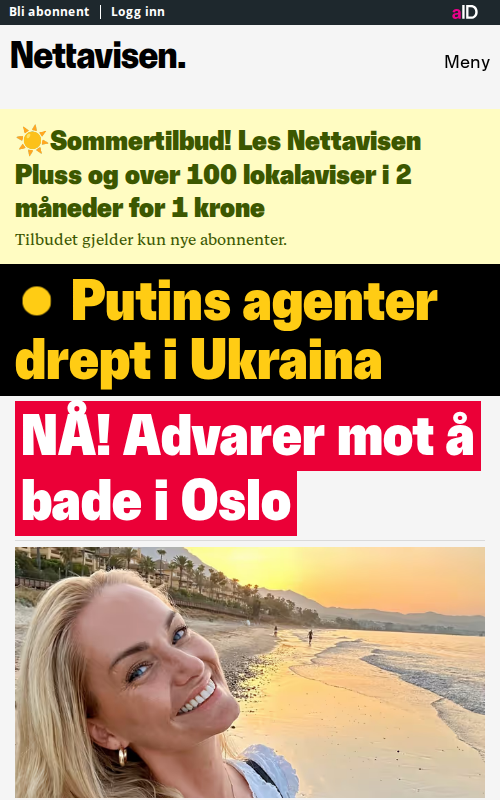 Bli abonnent | Logg inn
aID
Nettavisen.
Meny
☀️Sommertilbud! Les Nettavisen
Pluss og over 100 lokalaviser i 2
måneder for 1 krone
Tilbudet gjelder kun nye abonnenter.
Putins agenter
drept i Ukraina
NÅ! Advarer mot å
bade i Oslo